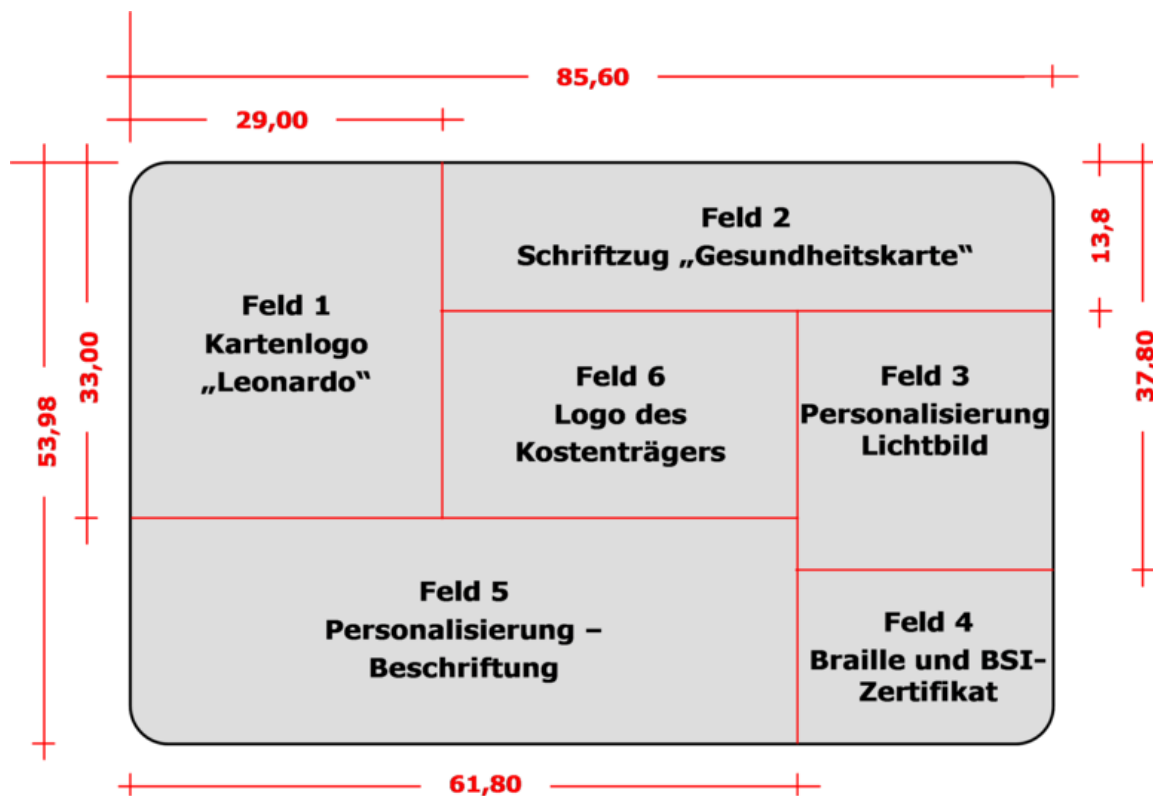 85,60
29,00
Feld 1
Kartenlogo
„Leonardo“
Feld 2
Schriftzug „Gesundheitskarte“
Feld 6
Logo des
Kostenträgers
Feld 3
Personalisierung
Lichtbild
Feld 5
Personalisierung –
Beschriftung
Feld 4
Braille und BSI-
Zertifikat
53,98
33,00
13,8
37,80
61,80